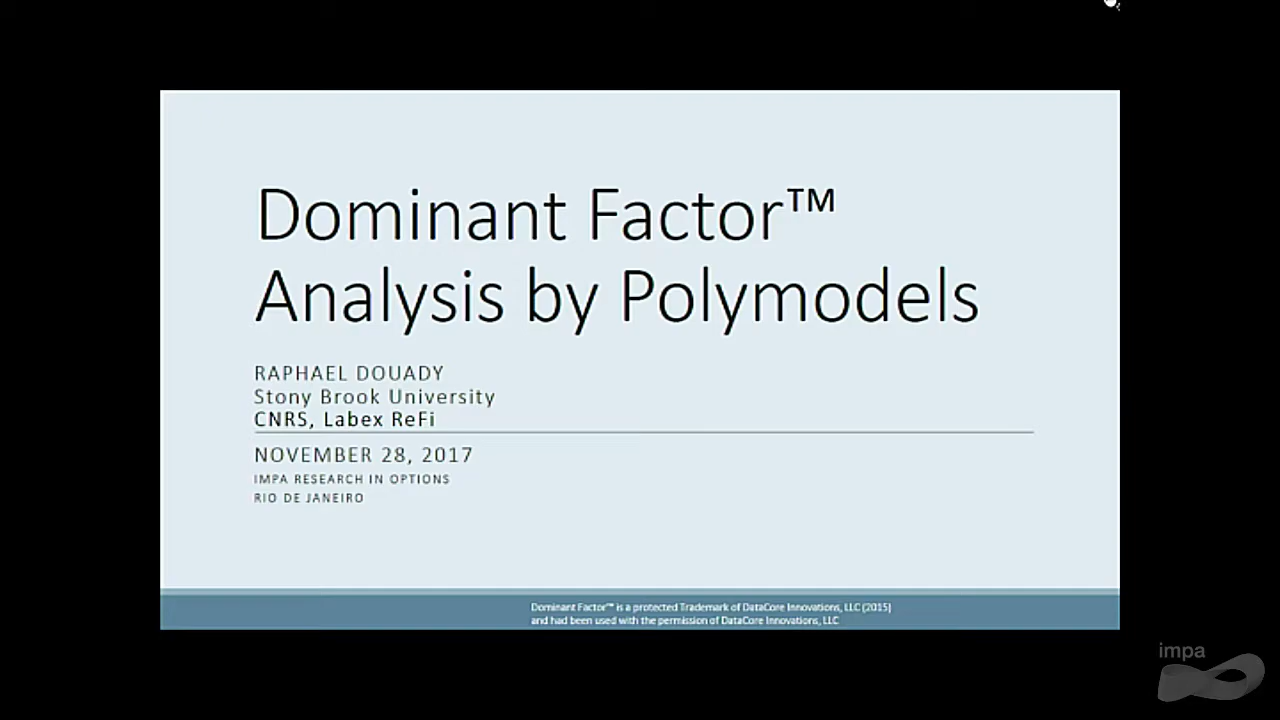 Dominant Factor™
Analysis by Polymodels
RAPHAEL DOUADY
Stony Brook University
CNRS, Labex ReFi
NOVEMBER 28, 2017
IMPA RESEARCH IN OPTIONS
RIO DE JANEIRO
Dominant Factor™ is a protected Trademark of DataCore Innovations, LLC (2015)
and had been used with the permission of DataCore Innovations, LLC
impa